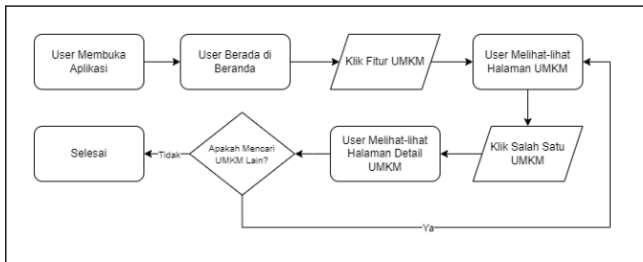 User Membuka
Aplikasi
User Berada di
Beranda
Klik Fitur UMKM
User Melihat-lihat
Halaman UMKM
Klik Salah Satu
UMKM
User Melihat-lihat
Halaman Detail
UMKM
Apakah Mencari
UMKM Lain?
Tidak
Selesai
Ya